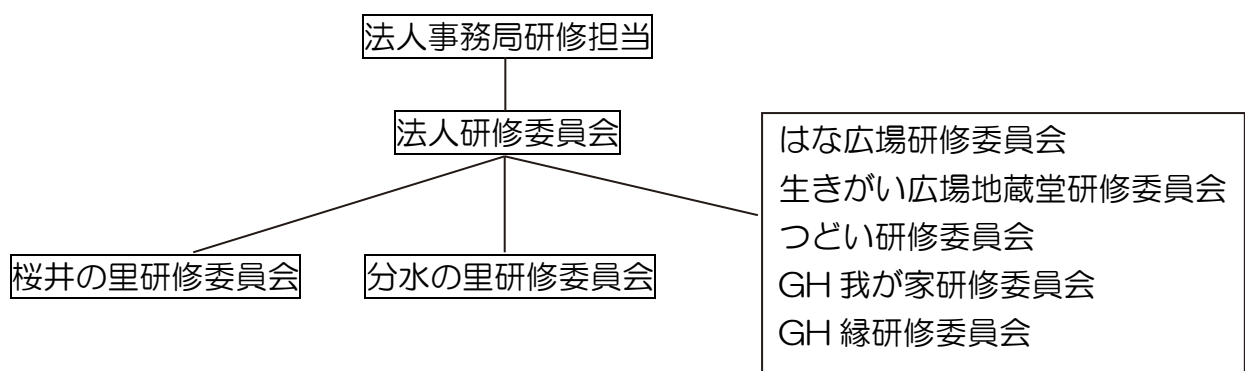 法人事務局研修担当
法人研修委員会
はな広場研修委員会
生きがい広場地蔵堂研修委員会
つどい研修委員会
GH 我が家研修委員会
GH 縁研修委員会
桜井の里研修委員会
分水の里研修委員会